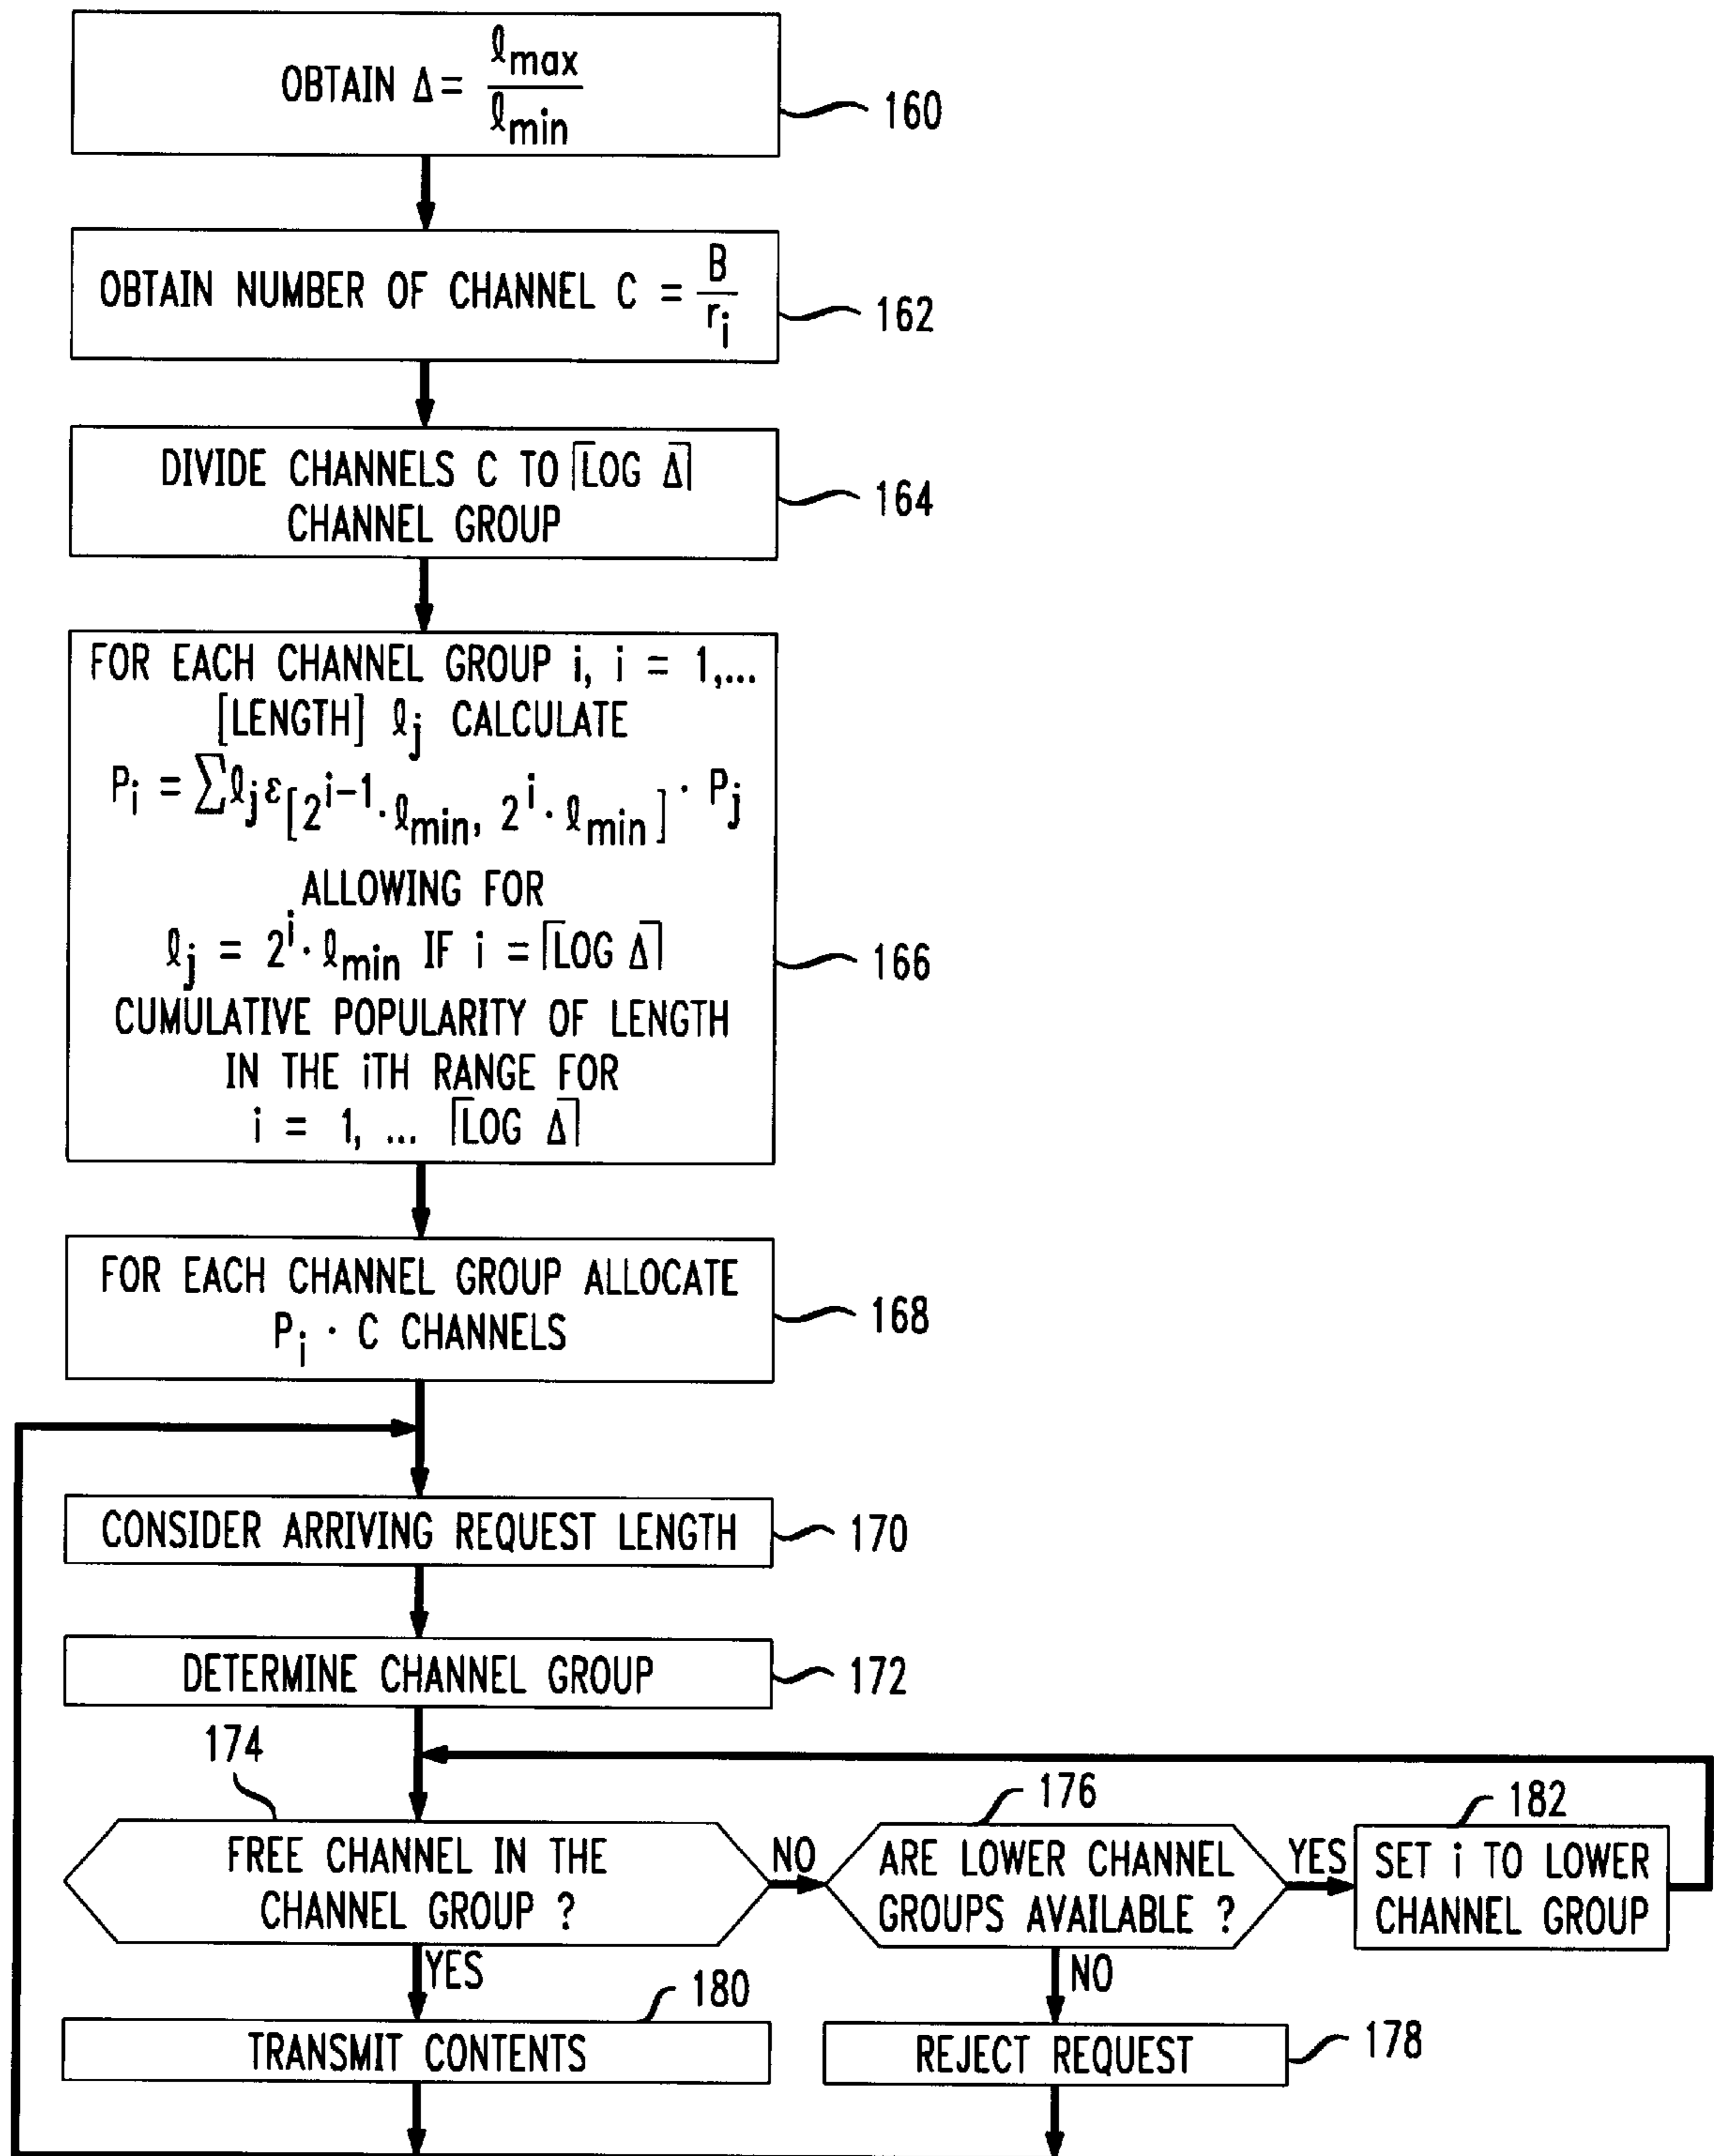 OBTAIN Δ = ℓmax / ℓmin
160
OBTAIN NUMBER OF CHANNEL C = B / ri
162
DIVIDE CHANNELS C TO ⌈LOG Δ⌉
CHANNEL GROUP
164
FOR EACH CHANNEL GROUP i, i = 1,...
[LENGTH] ℓj CALCULATE
Pi = ∑ℓjε[2^i-1·ℓmin, 2^i·ℓmin] · Pj
ALLOWING FOR
ℓj = 2^i·ℓmin IF i = ⌈LOG Δ⌉
CUMULATIVE POPULARITY OF LENGTH
IN THE iTH RANGE FOR
i = 1, ... ⌈LOG Δ⌉
166
FOR EACH CHANNEL GROUP ALLOCATE
Pi · C CHANNELS
168
CONSIDER ARRIVING REQUEST LENGTH
170
DETERMINE CHANNEL GROUP
172
174
FREE CHANNEL IN THE
CHANNEL GROUP ?
NO
176
ARE LOWER CHANNEL
GROUPS AVAILABLE ?
YES
182
SET i TO LOWER
CHANNEL GROUP
YES
180
TRANSMIT CONTENTS
NO
REJECT REQUEST
178